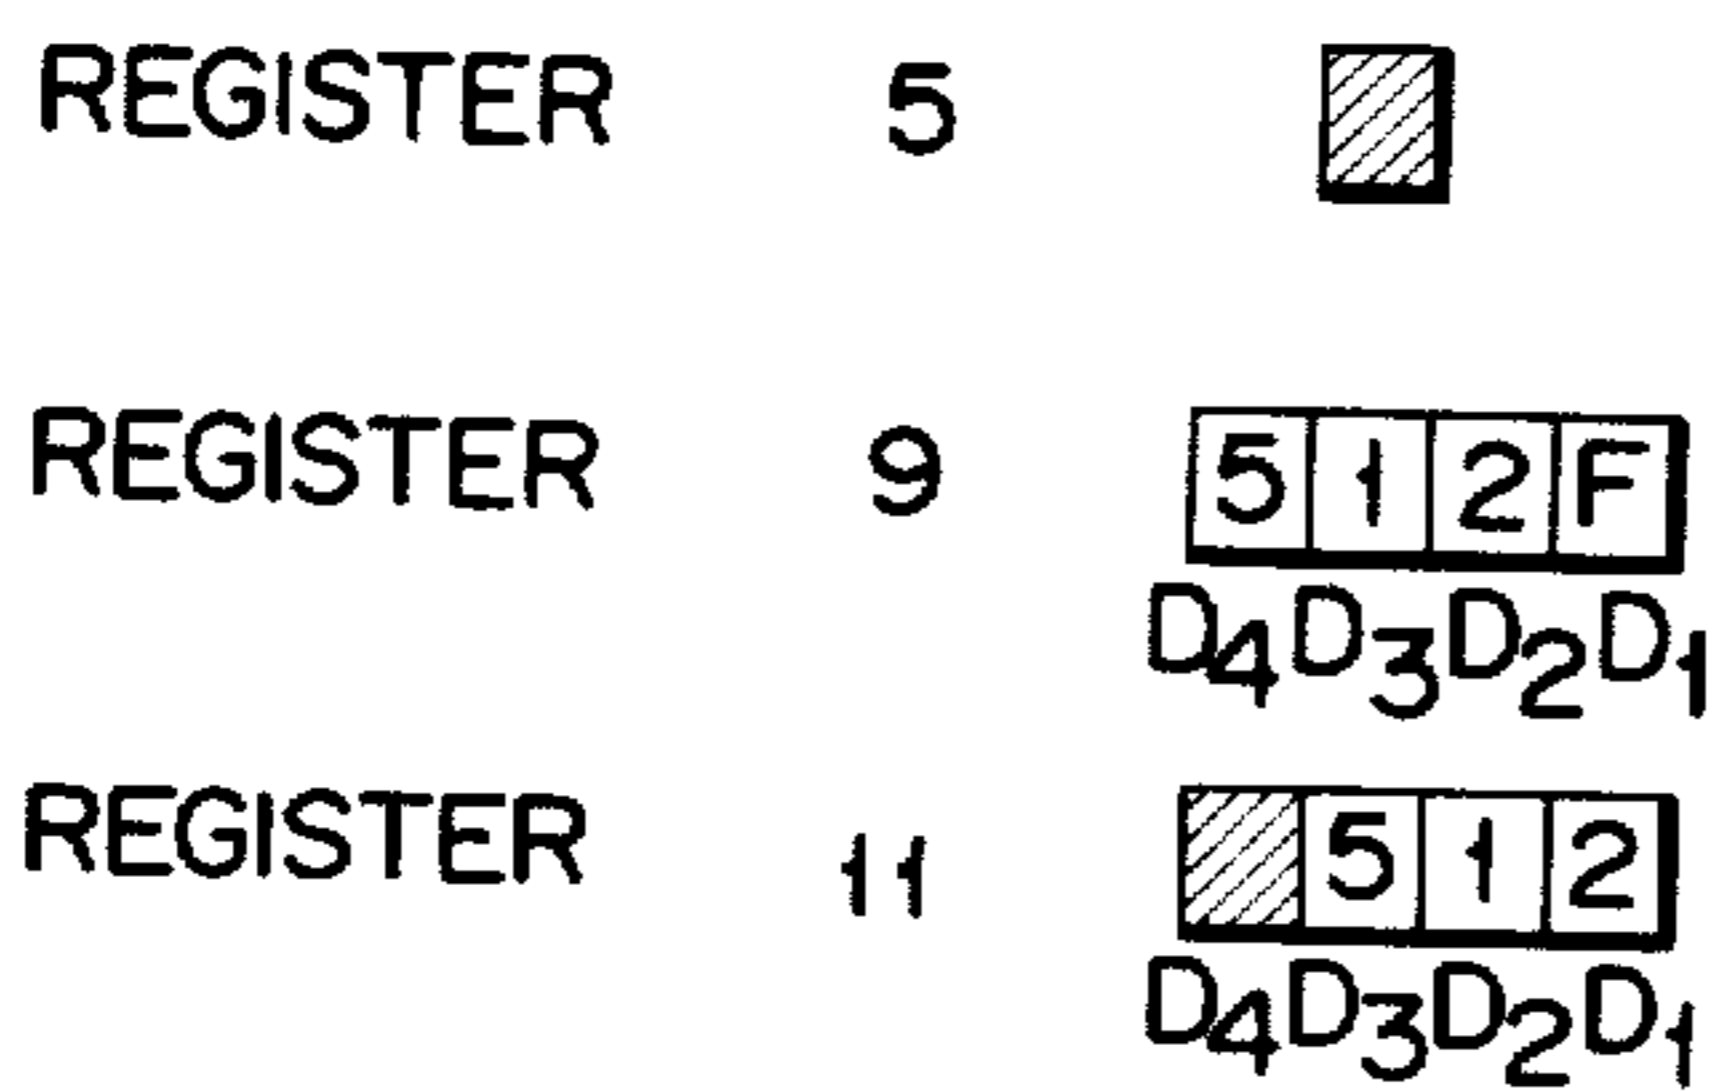 REGISTER 5
REGISTER 9 5 1 2 F
D4 D3 D2 D1
REGISTER 11 5 1 2
D4 D3 D2 D1